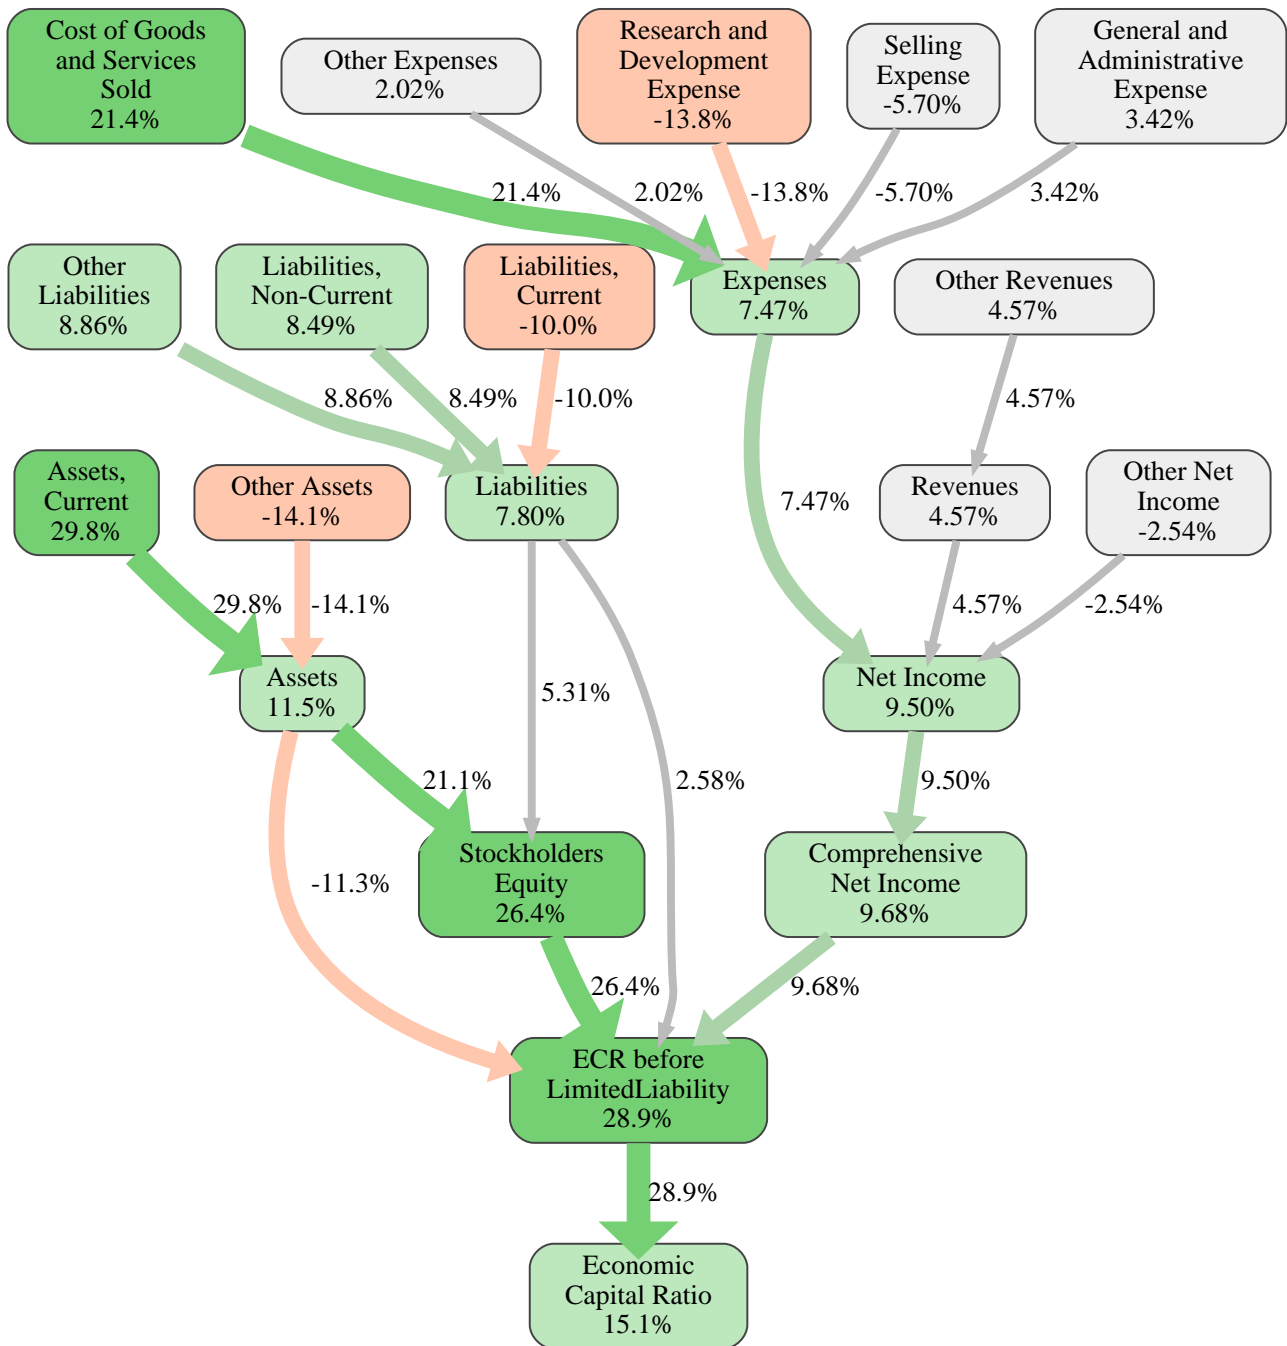 Cost of Goods
and Services
Sold
21.4%
Other Expenses
2.02%
Research and
Development
Expense
-13.8%
Selling
Expense
-5.70%
General and
Administrative
Expense
3.42%
21.4%
2.02%
-13.8%
-5.70%
3.42%
Other
Liabilities
8.86%
Liabilities,
Non-Current
8.49%
Liabilities,
Current
-10.0%
Expenses
7.47%
Other Revenues
4.57%
8.86%
8.49%
-10.0%
4.57%
Assets,
Current
29.8%
Other Assets
-14.1%
Liabilities
7.80%
7.47%
Revenues
4.57%
Other Net
Income
-2.54%
29.8%
-14.1%
4.57%
-2.54%
Assets
11.5%
5.31%
Net Income
9.50%
21.1%
2.58%
9.50%
-11.3%
Stockholders
Equity
26.4%
Comprehensive
Net Income
9.68%
26.4%
9.68%
ECR before
LimitedLiability
28.9%
28.9%
Economic
Capital Ratio
15.1%